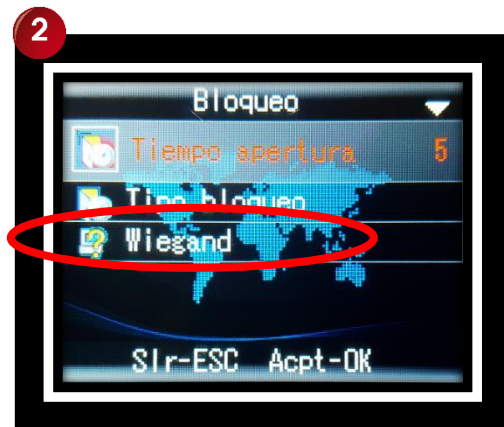 2
Bloqueo
Tiempo apertura 5
Tipo bloqueo
Wiegand
Slr-ESC Acpt-OK